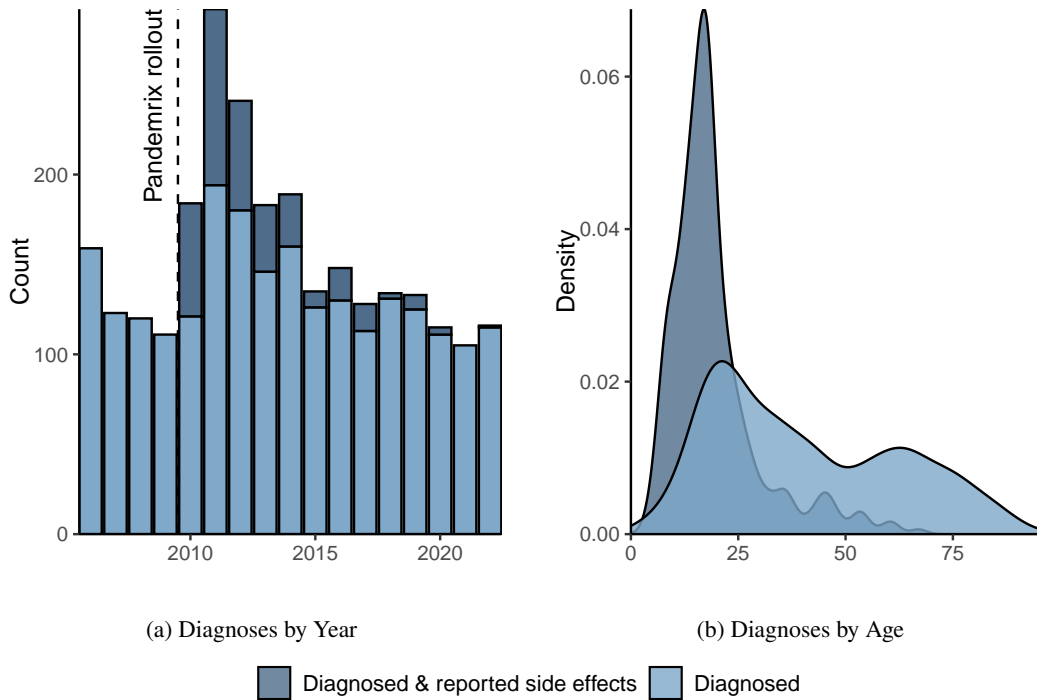 Pandemrix rollout
Count
200
100
0
2010
2015
2020
(a) Diagnoses by Year
Density
0.06
0.04
0.02
0.00
0
25
50
75
(b) Diagnoses by Age
Diagnosed & reported side effects
Diagnosed